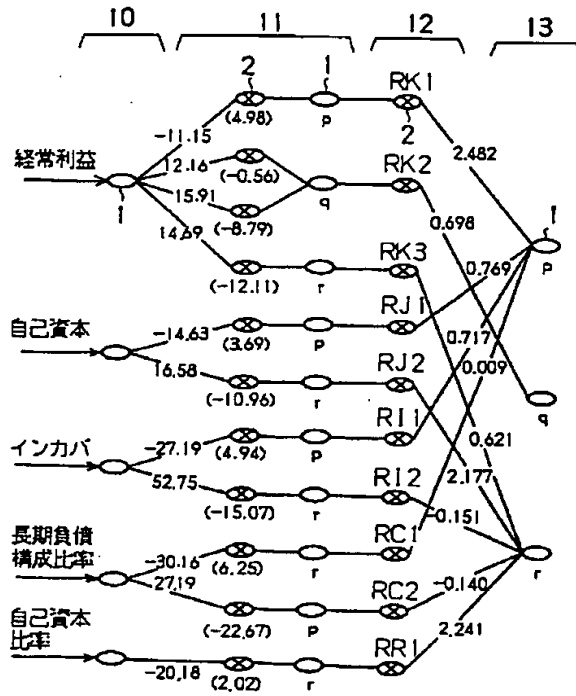 10 11 12 13
2 1 RK1
(4.98) P 2
-11.15
2.482
経常利益
12.16
(-0.56)
RK2
1
15.91
q
(-8.79)
0.698
1
14.69
RK3
0.769
P
(-12.11) r
RJ1
自己資本
-14.63
(3.69) P
0.717
16.58
RJ2
0.009
(-10.96) r
q
インカバ
-27.19
RI1
(4.94) P
0.621
52.75
RI2
2.177
(-15.07) r
-0.151
長期負債
構成比率
-30.16
RC1
(6.25) r
r
27.19
RC2
-0.140
(-22.67) P
自己資本
比率
RR1
2.241
-20.18
(2.02) r